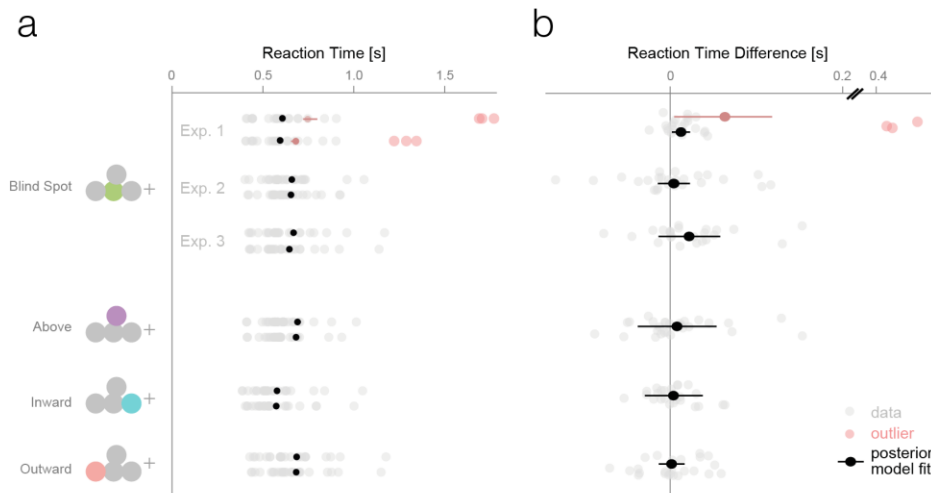 a
b
Reaction Time [s]
Reaction Time Difference [s]
0 0.5 1.0 1.5
0 0.2 0.4
Exp. 1
Blind Spot +
Exp. 2
Exp. 3
Above +
Inward +
Outward +
data
outlier
posterior
model fit